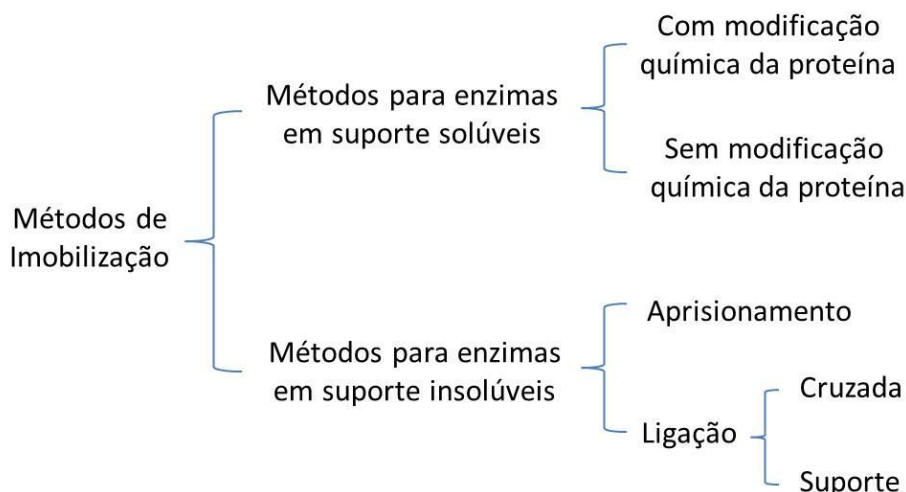 Com modificação
química da proteína
Métodos para enzimas
em suporte solúveis
Sem modificação
química da proteína
Métodos de
Imobilização
Aprisionamento
Métodos para enzimas
em suporte insolúveis
Cruzada
Ligação
Suporte